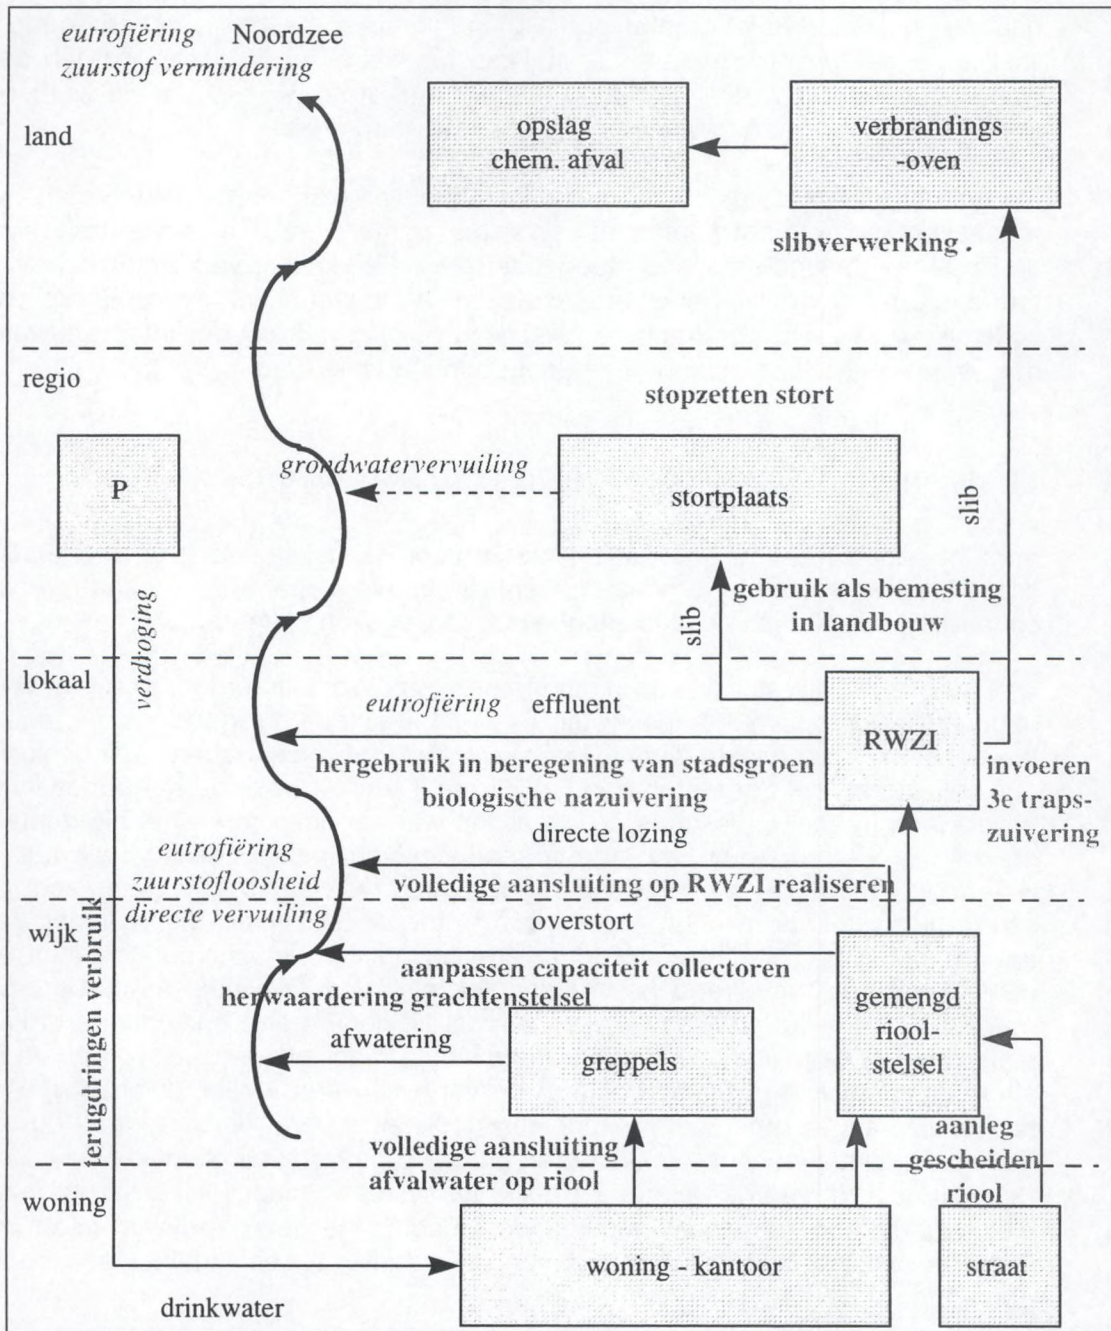 eutrofiëring Noordzee
zuurstof vermindering
land
opslag
chem. afval
verbrandings
-oven
slibverwerking .
regio
stopzetten stort
P
grondwatervervuiling
stortplaats
slib
slib
verdroging
gebruik als bemesting
in landbouw
lokaal
eutrofiëring effluent
RWZI
hergebruik in beregening van stadsgroen
biologische nazuivering
invoeren
3e traps-
zuivering
directe lozing
eutrofiëring
zuurstofloosheid
directe vervuiling
volledige aansluiting op RWZI realiseren
overstort
wijk
terugdringen verbruik
aanpassen capaciteit collectoren
herwaardering grachtenstelsel
afwatering
greppels
gemengd
riool-
stelsel
volledige aansluiting
afvalwater op riool
aanleg
gescheiden
riool
woning
woning - kantoor
straat
drinkwater